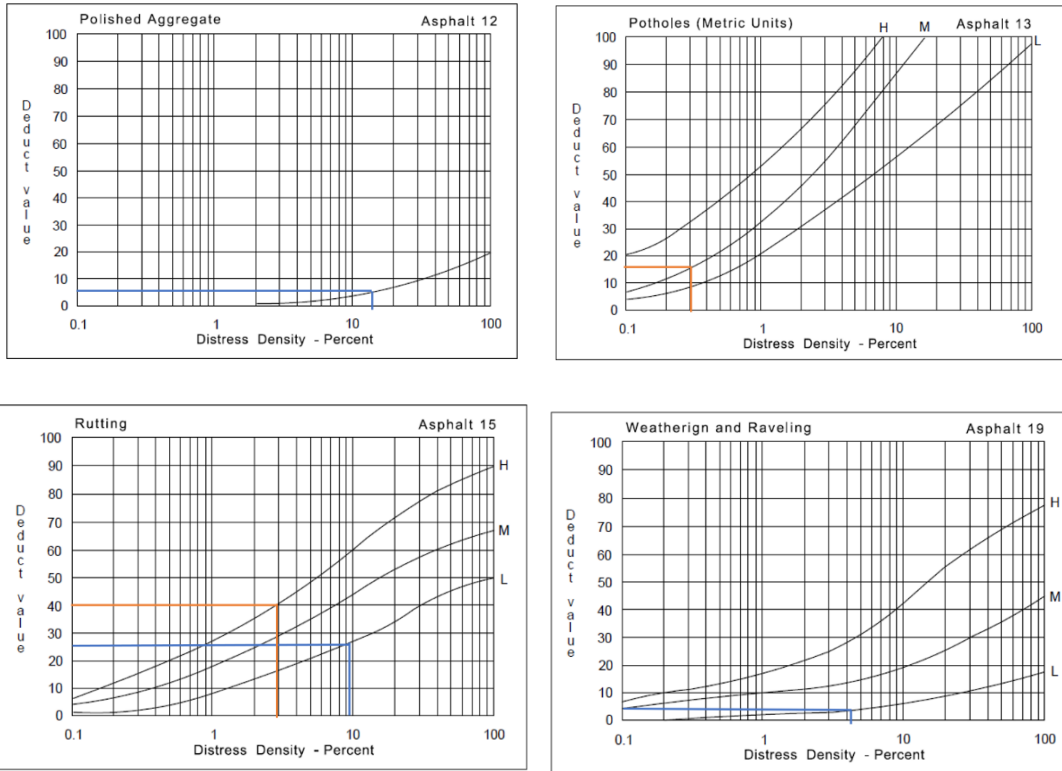 Polished Aggregate Asphalt 12
100
90
80
70
60
50
40
30
20
10
0
Deduct value
0.1 1 10 100
Distress Density - Percent
Potholes (Metric Units) H M Asphalt 13
100
90
80
70
60
50
40
30
20
10
0
L
Deduct value
0.1 1 10 100
Distress Density - Percent
Rutting Asphalt 15
100
90
80
70
60
50
40
30
20
10
0
H
M
L
Deduct value
0.1 1 10 100
Distress Density - Percent
Weatherign and Raveling Asphalt 19
100
90
80
70
60
50
40
30
20
10
0
H
M
L
Deduct value
0.1 1 10 100
Distress Density - Percent